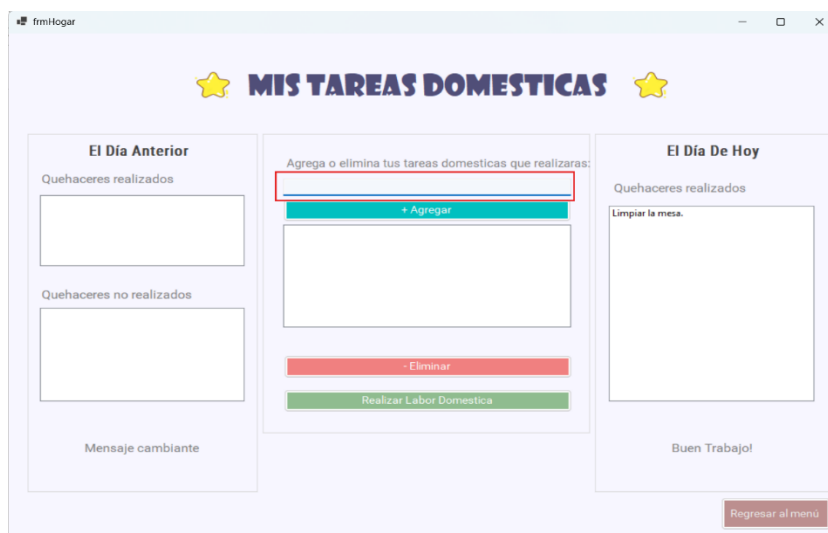 frmHogar
MIS TAREAS DOMESTICAS
El Día Anterior
Quehaceres realizados
Quehaceres no realizados
Mensaje cambiante
Agrega o elimina tus tareas domesticas que realizaras:
+ Agregar
- Eliminar
Realizar Labor Domestica
El Día De Hoy
Quehaceres realizados
Limpiar la mesa.
Buen Trabajo!
Regresar al menú